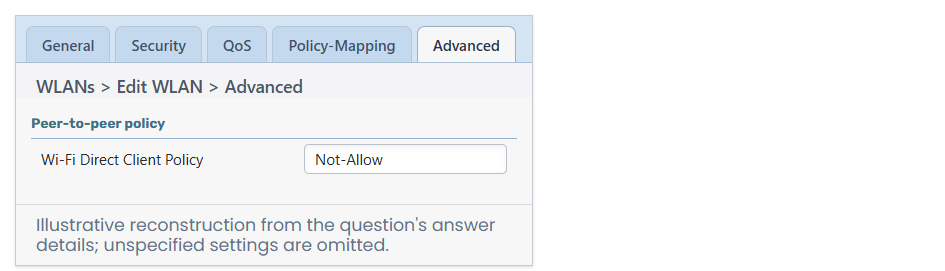 General Security QoS Policy-Mapping Advanced
WLANs > Edit WLAN > Advanced
Peer-to-peer policy
Wi-Fi Direct Client Policy Not-Allow
Illustrative reconstruction from the question's answer
details; unspecified settings are omitted.